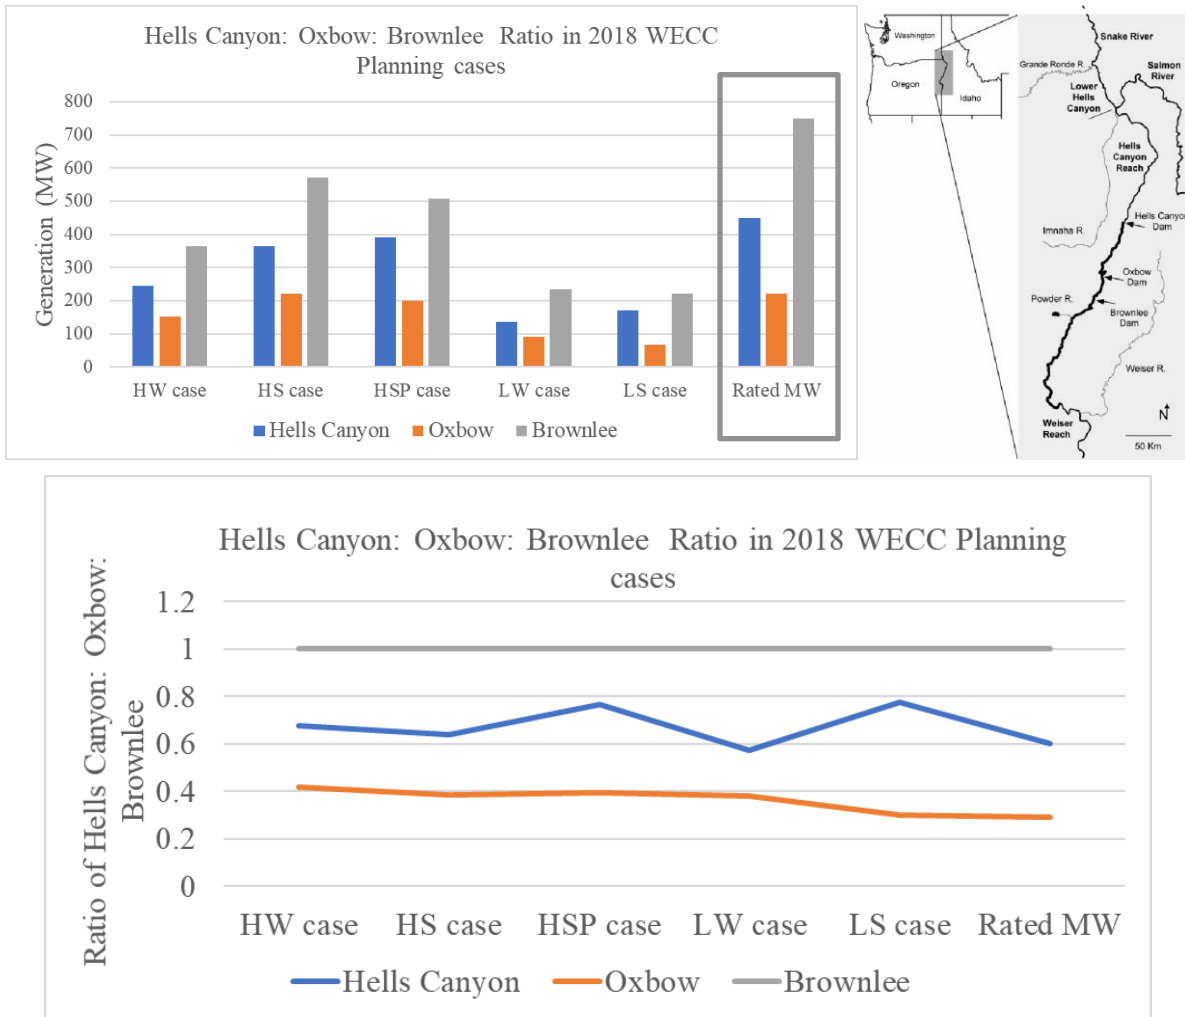 Hells Canyon: Oxbow: Brownlee Ratio in 2018 WECC
Planning cases
Generation (MW)
800
700
600
500
400
300
200
100
0
HW case
HS case
HSP case
LW case
LS case
Rated MW
Hells Canyon
Oxbow
Brownlee
Washington
Oregon
Idaho
Snake River
Grande Ronde R.
Salmon
River
Lower
Hells
Canyon
Hells
Canyon
Reach
Hells Canyon
Dam
Imnaha R.
Oxbow
Dam
Powder R.
Brownlee
Dam
Weiser R.
N
Weiser
Reach
50 Km
Hells Canyon: Oxbow: Brownlee Ratio in 2018 WECC Planning
cases
Ratio of Hells Canyon: Oxbow:
Brownlee
1.2
1
0.8
0.6
0.4
0.2
0
HW case
HS case
HSP case
LW case
LS case
Rated MW
Hells Canyon
Oxbow
Brownlee